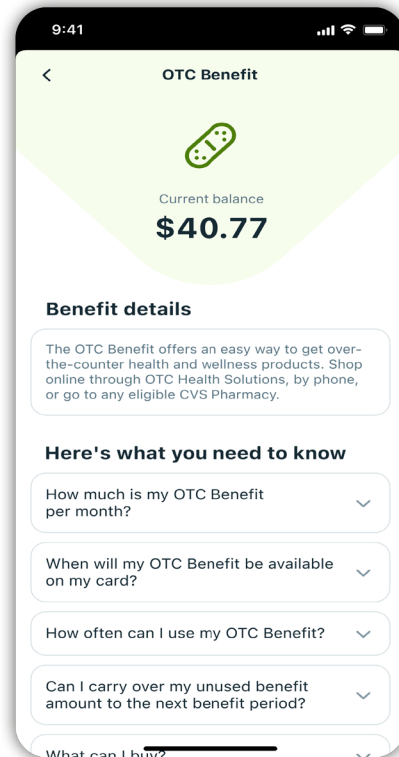 9:41
OTC Benefit
Current balance
$40.77
Benefit details
The OTC Benefit offers an easy way to get over-
the-counter health and wellness products. Shop
online through OTC Health Solutions, by phone,
or go to any eligible CVS Pharmacy.
Here's what you need to know
How much is my OTC Benefit
per month?
When will my OTC Benefit be available
on my card?
How often can I use my OTC Benefit?
Can I carry over my unused benefit
amount to the next benefit period?
What can I buy?